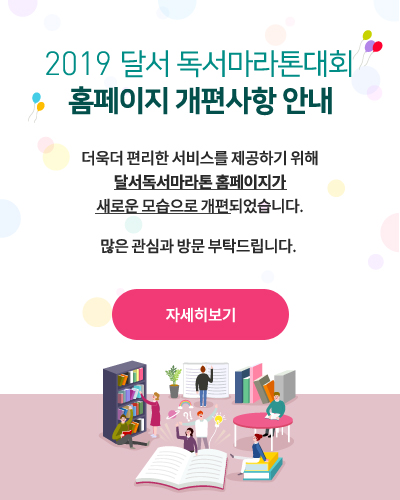 2019 달서 독서마라톤대회
홈페이지 개편사항 안내
더욱더 편리한 서비스를 제공하기 위해
달서독서마라톤 홈페이지가
새로운 모습으로 개편되었습니다.
많은 관심과 방문 부탁드립니다.
자세히보기